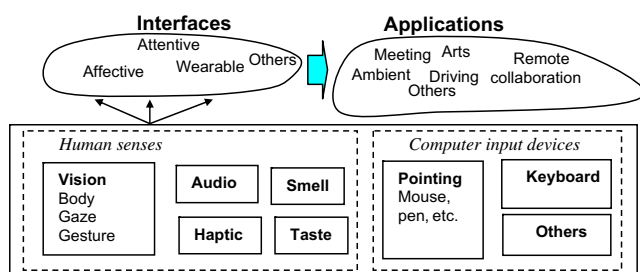 Interfaces
Applications
Attentive
Affective
Wearable
Others
Meeting
Arts
Remote
collaboration
Ambient
Driving
Others
Human senses
Computer input devices
Vision
Body
Gaze
Gesture
Audio
Smell
Haptic
Taste
Pointing
Mouse,
pen, etc.
Keyboard
Others